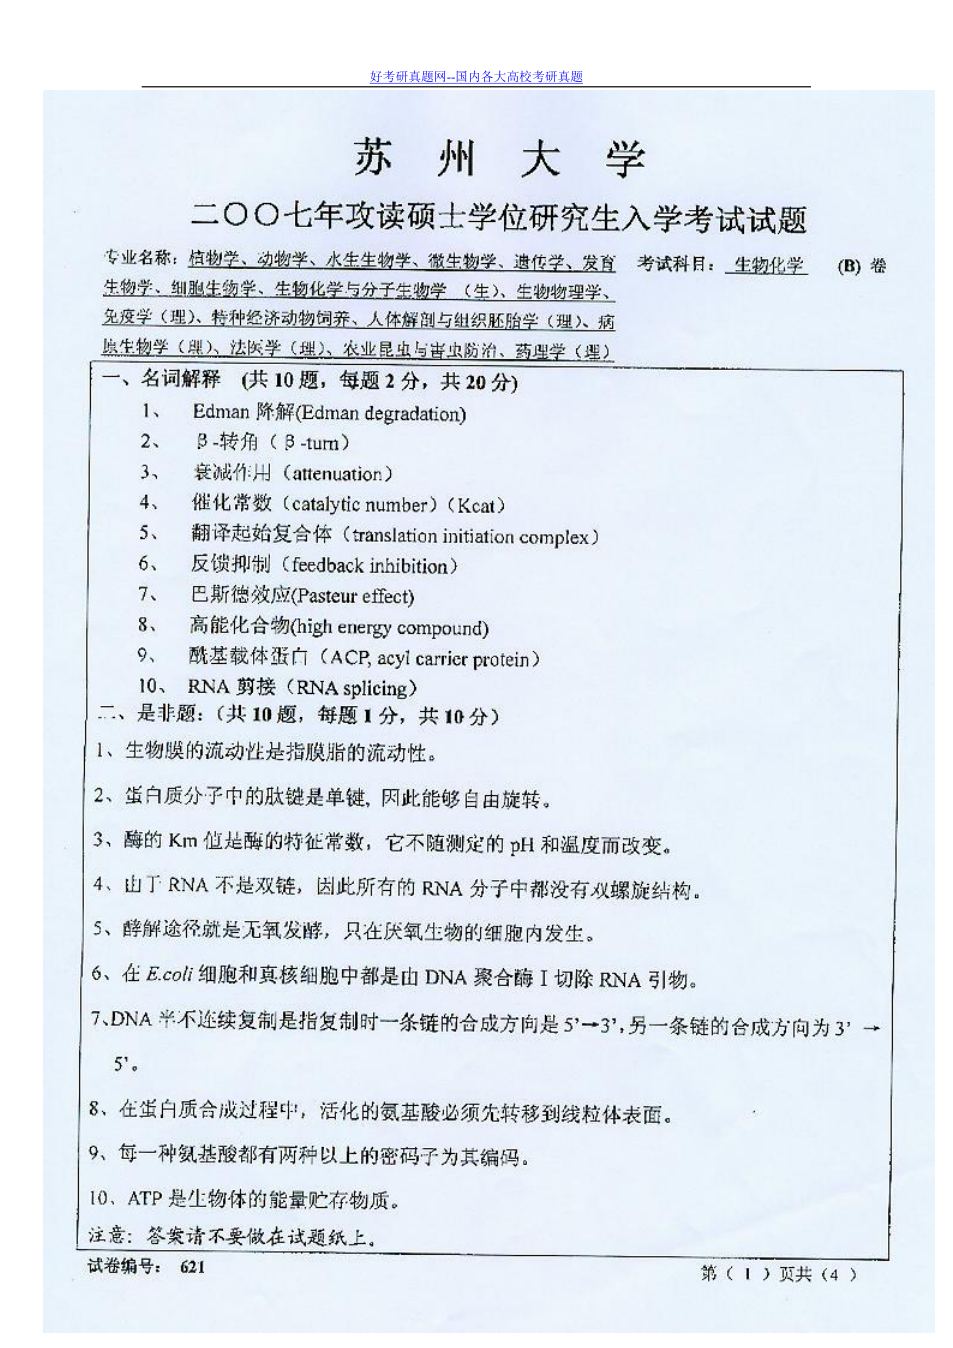 好考研真题网--国内各大高校考研真题
苏 州 大 学
二〇〇七年攻读硕士学位研究生入学考试试题
专业名称：植物学、动物学、水生生物学、微生物学、遗传学、发育 考试科目：生物化学 (B) 卷
生物学、细胞生物学、生物化学与分子生物学 （生）、生物物理学、
免疫学（理）、特种经济动物饲养、人体解剖与组织胚胎学（理）、病
原生物学（理）、法医学（理）、农业昆虫与害虫防治、药理学（理）
一、名词解释 (共 10 题，每题 2 分，共 20 分)
1、 Edman 降解(Edman degradation)
2、 β-转角（β-turn）
3、 衰减作用（attenuation）
4、 催化常数（catalytic number）（Kcat）
5、 翻译起始复合体（translation initiation complex）
6、 反馈抑制（feedback inhibition）
7、 巴斯德效应(Pasteur effect)
8、 高能化合物(high energy compound)
9、 酰基载体蛋白（ACP, acyl carrier protein）
10、 RNA 剪接（RNA splicing）
二、是非题：（共 10 题，每题 1 分，共 10 分）
1、生物膜的流动性是指膜脂的流动性。
2、蛋白质分子中的肽键是单键, 因此能够自由旋转。
3、酶的 Km 值是酶的特征常数，它不随测定的 pH 和温度而改变。
4、由于 RNA 不是双链，因此所有的 RNA 分子中都没有双螺旋结构。
5、酵解途径就是无氧发酵，只在厌氧生物的细胞内发生。
6、在 E.coli 细胞和真核细胞中都是由 DNA 聚合酶 I 切除 RNA 引物。
7、DNA 半不连续复制是指复制时一条链的合成方向是 5'→3',另一条链的合成方向为 3' →
5'。
8、在蛋白质合成过程中，活化的氨基酸必须先转移到线粒体表面。
9、每一种氨基酸都有两种以上的密码子为其编码。
10、ATP 是生物体的能量贮存物质。
注意：答案请不要做在试题纸上。
试卷编号： 621
第（ 1 ）页共（4 ）